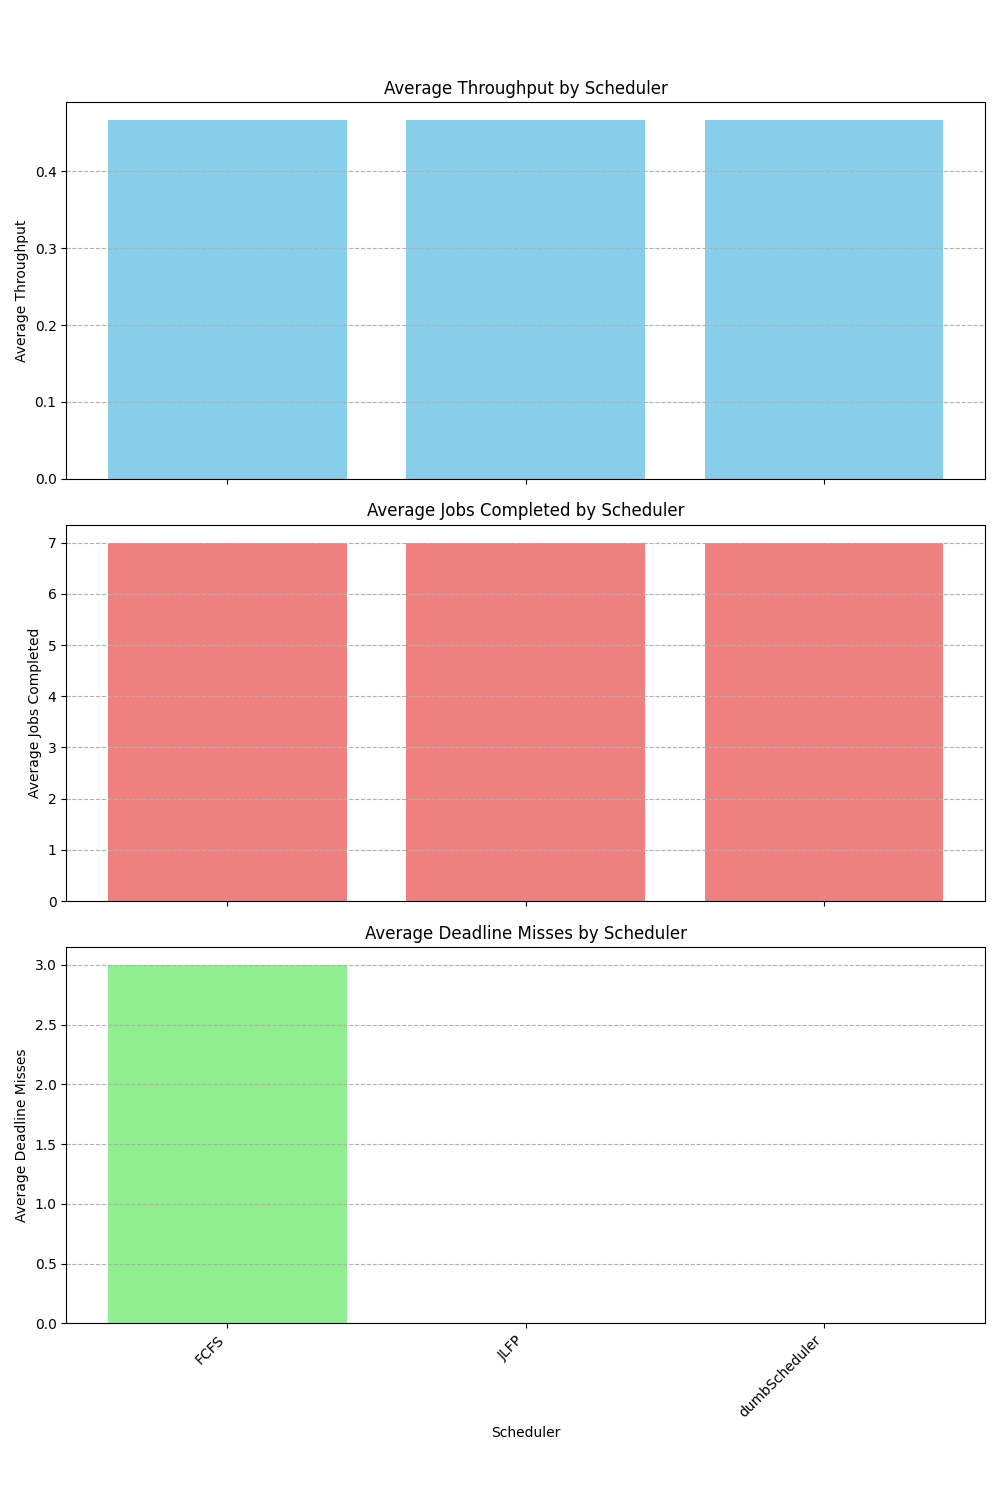 Average Throughput by Scheduler
Average Throughput
0.4
0.3
0.2
0.1
0.0
Average Jobs Completed by Scheduler
Average Jobs Completed
7
6
5
4
3
2
1
0
Average Deadline Misses by Scheduler
Average Deadline Misses
3.0
2.5
2.0
1.5
1.0
0.5
0.0
FCFS
JLFP
dumbScheduler
Scheduler